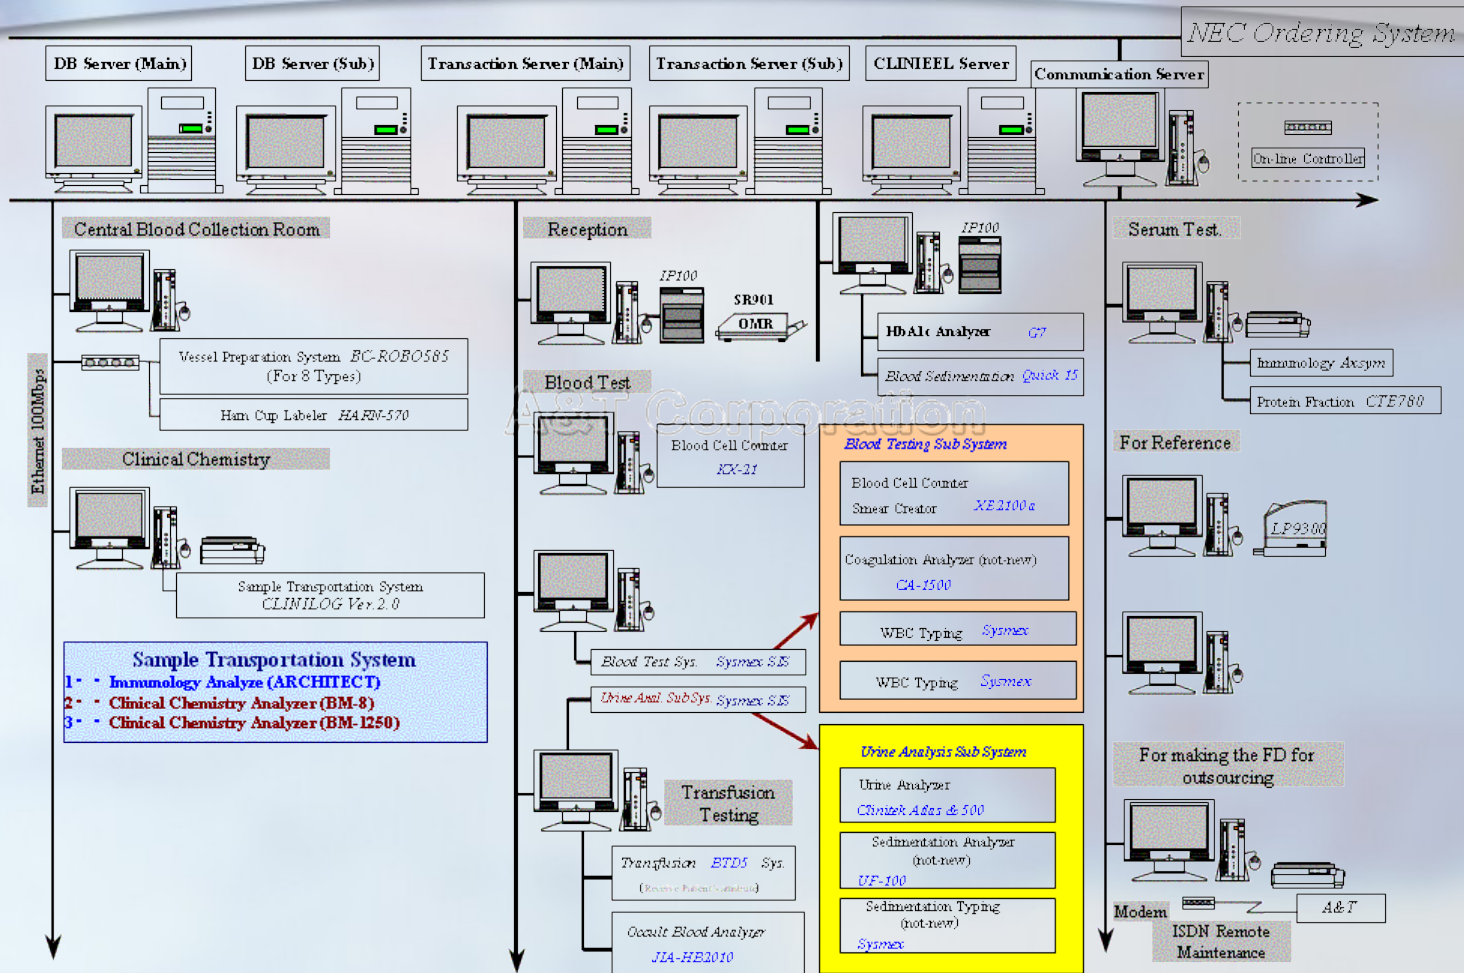 NEC Ordering System
DB Server (Main)
DB Server (Sub)
Transaction Server (Main)
Transaction Server (Sub)
CLINIEEL Server
Communication Server
On-line Controller
Ethernet 100Mbps
Central Blood Collection Room
Vessel Preparation System BC-ROBO585
(For 8 Types)
Harn Cup Labeler HARN-570
Clinical Chemistry
Sample Transportation System
CLINILOG Ver.2.0
Sample Transportation System
1- - Immunology Analyze (ARCHITECT)
2- - Clinical Chemistry Analyzer (BM-8)
3- - Clinical Chemistry Analyzer (BM-1250)
Reception
IP100
SR901
OMR
Blood Test
A&T Corporation
Blood Cell Counter
KX-21
Blood Test Sys. Sysmex SIS
Urine Anal. SubSys. Sysmex SIS
Transfusion
Testing
Transfusion BTD5 Sys.
(Receive Patient's attribute)
Occult Blood Analyzer
JIA-HB2010
IP100
HbA1c Analyzer G7
Blood Sedimentation Quick 15
Blood Testing Sub System
Blood Cell Counter
Smear Creator XE2100a
Coagulation Analyzer (not-new)
CA-1500
WBC Typing Sysmex
WBC Typing Sysmex
Urine Analysis Sub System
Urine Analyzer
Clinitek Atlas & 500
Sedimentation Analyzer
(not-new)
UF-100
Sedimentation Typing
(not-new)
Sysmex
Serum Test.
Immunology Axsym
Protein Fraction CTE780
For Reference
LP9300
For making the FD for
outsourcing
Modem
A&T
ISDN Remote
Maintenance